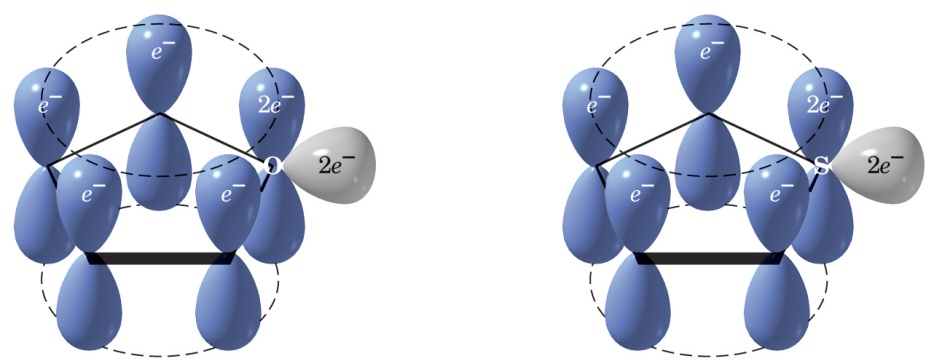 e⁻
e⁻ 2e⁻
O 2e⁻
e⁻ e⁻
e⁻
e⁻ 2e⁻
S 2e⁻
e⁻ e⁻